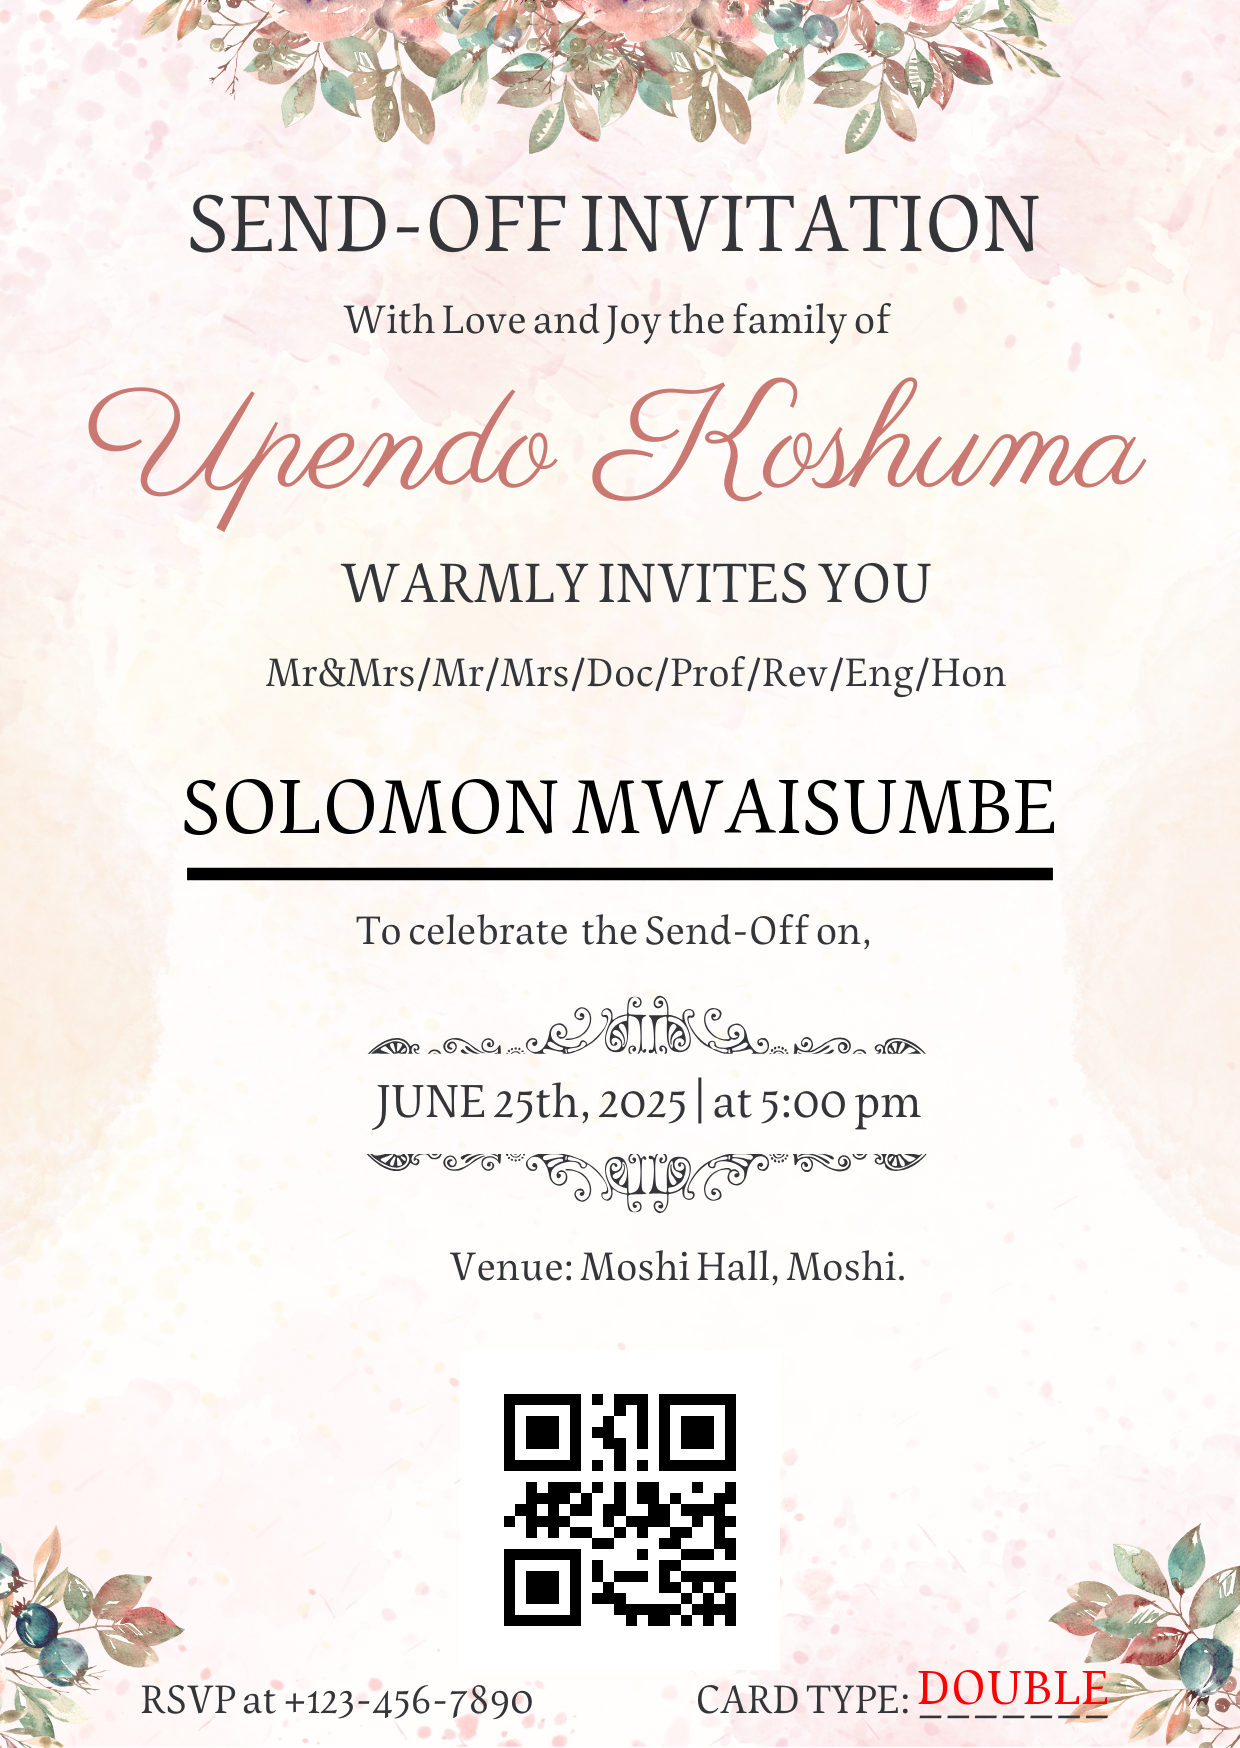 SEND-OFF INVITATION
With Love and Joy the family of
Upendo Koshuma
WARMLY INVITES YOU
Mr&Mrs/Mr/Mrs/Doc/Prof/Rev/Eng/Hon
SOLOMON MWAISUMBE
To celebrate the Send-Off on,
JUNE 25th, 2025 | at 5:00 pm
Venue: Moshi Hall, Moshi.
RSVP at +123-456-7890
CARD TYPE: DOUBLE